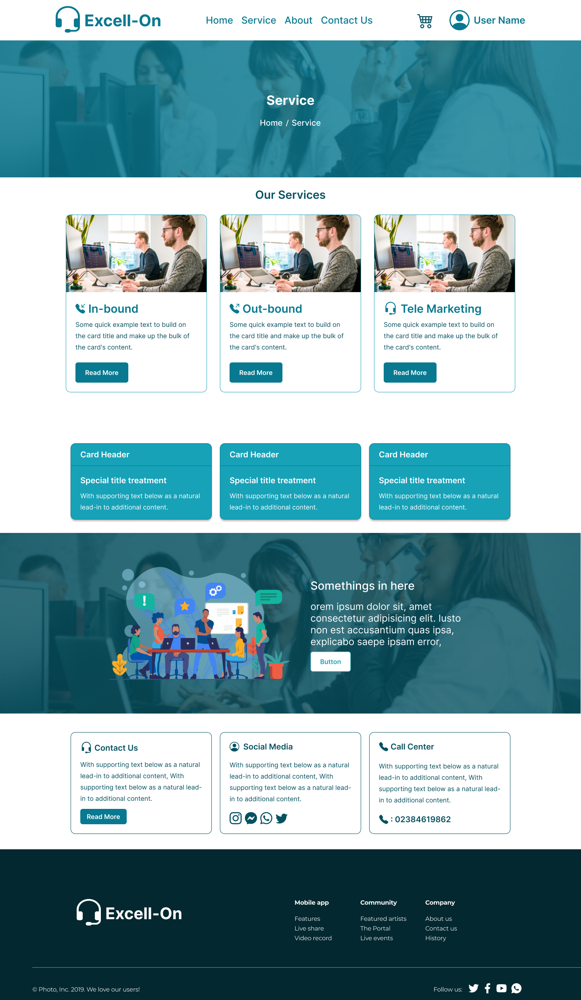 Excell-On
Home Service About Contact Us
User Name
Service
Home / Service
Our Services
In-bound
Some quick example text to build on
the card title and make up the bulk of
the card's content.
Read More
Out-bound
Some quick example text to build on
the card title and make up the bulk of
the card's content.
Read More
Tele Marketing
Some quick example text to build on
the card title and make up the bulk of
the card's content.
Read More
Card Header
Special title treatment
With supporting text below as a natural
lead-in to additional content.
Card Header
Special title treatment
With supporting text below as a natural
lead-in to additional content.
Card Header
Special title treatment
With supporting text below as a natural
lead-in to additional content.
!
Somethings in here
orem ipsum dolor sit, amet
consectetur adipisicing elit. Iusto
non est accusantium quas ipsa,
explicabo saepe ipsam error,
Button
Contact Us
With supporting text below as a natural
lead-in to additional content, With
supporting text below as a natural lead-
in to additional content.
Read More
Social Media
With supporting text below as a natural
lead-in to additional content, With
supporting text below as a natural lead-
in to additional content.
Call Center
With supporting text below as a natural
lead-in to additional content, With
supporting text below as a natural lead-
in to additional content.
: 02384619862
Excell-On
Mobile app
Features
Live share
Video record
Community
Featured artists
The Portal
Live events
Company
About us
Contact us
History
© Photo, Inc. 2019. We love our users!
Follow us: